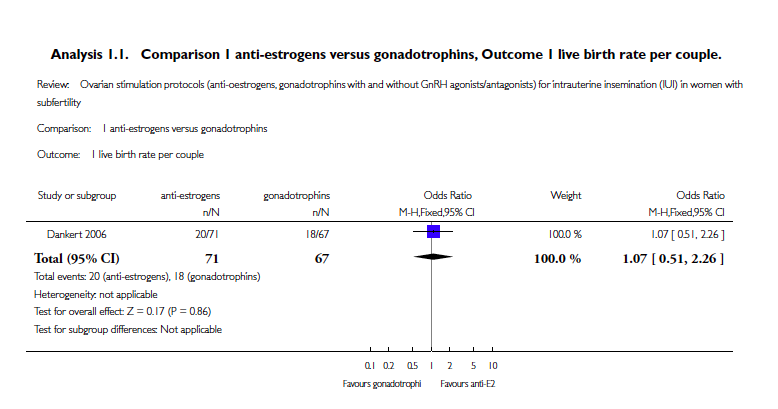 Analysis 1.1. Comparison 1 anti-estrogens versus gonadotrophins, Outcome 1 live birth rate per couple.
Review: Ovarian stimulation protocols (anti-oestrogens, gonadotrophins with and without GnRH agonists/antagonists) for intrauterine insemination (IUI) in women with
subfertility
Comparison: 1 anti-estrogens versus gonadotrophins
Outcome: 1 live birth rate per couple
Study or subgroup anti-estrogens gonadotrophins Odds Ratio Weight Odds Ratio
n/N n/N M-H,Fixed,95% CI M-H,Fixed,95% CI
Dankert 2006 20/71 18/67 100.0 % 1.07 [ 0.51, 2.26 ]
Total (95% CI) 71 67 100.0 % 1.07 [ 0.51, 2.26 ]
Total events: 20 (anti-estrogens), 18 (gonadotrophins)
Heterogeneity: not applicable
Test for overall effect: Z = 0.17 (P = 0.86)
Test for subgroup differences: Not applicable
0.1 0.2 0.5 1 2 5 10
Favours gonadotrophi Favours anti-E2